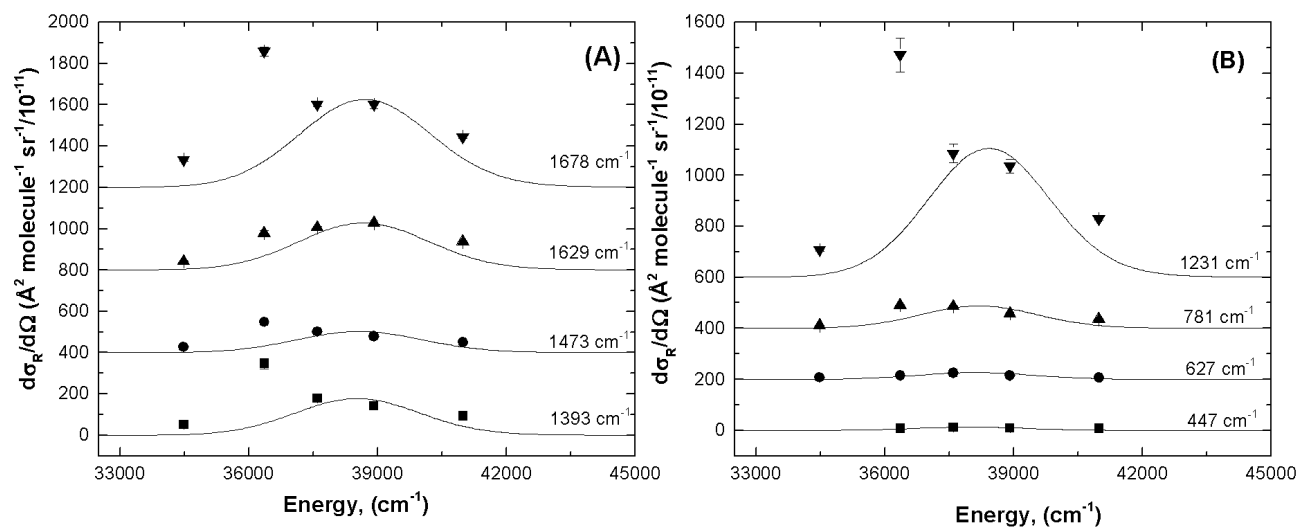 (A)
dσR/dΩ (Å² molecule⁻¹ sr⁻¹/10⁻¹¹)
2000
1800
1600
1400
1200
1000
800
600
400
200
0
1678 cm⁻¹
1629 cm⁻¹
1473 cm⁻¹
1393 cm⁻¹
33000 36000 39000 42000 45000
Energy, (cm⁻¹)
(B)
dσR/dΩ (Å² molecule⁻¹ sr⁻¹/10⁻¹¹)
1600
1400
1200
1000
800
600
400
200
0
1231 cm⁻¹
781 cm⁻¹
627 cm⁻¹
447 cm⁻¹
33000 36000 39000 42000 45000
Energy, (cm⁻¹)